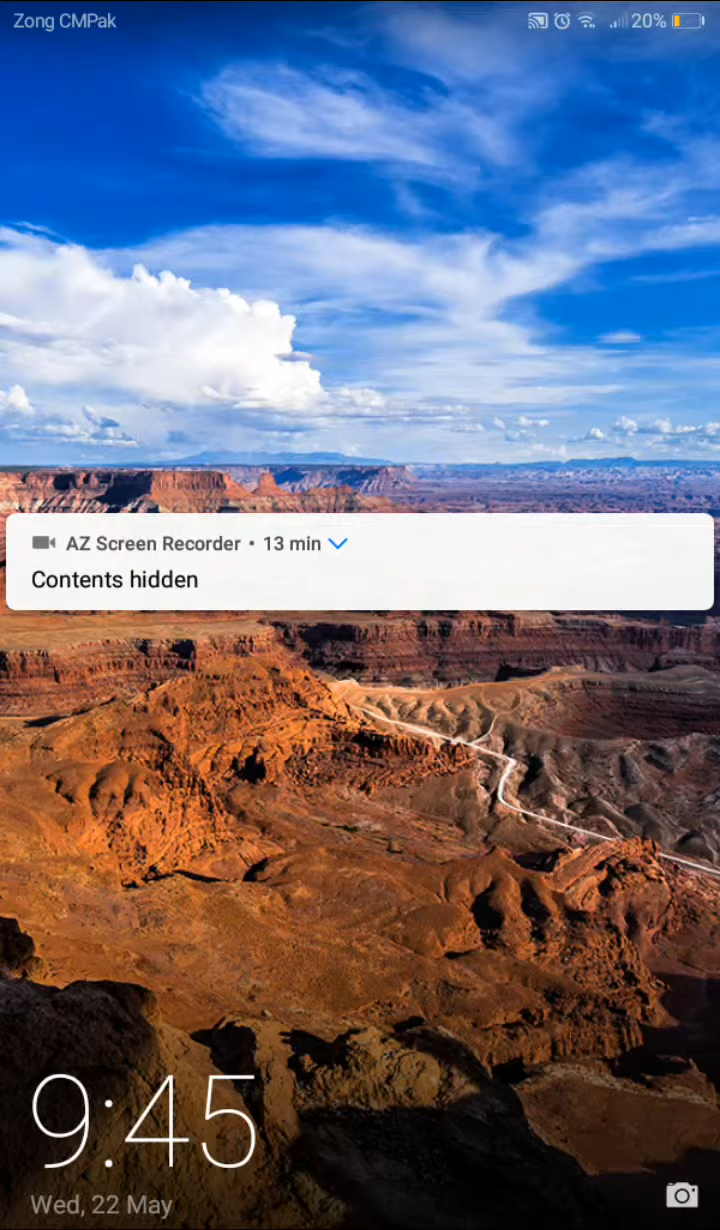 Zong CMPak 20%
AZ Screen Recorder • 13 min
Contents hidden
9:45
Wed, 22 May